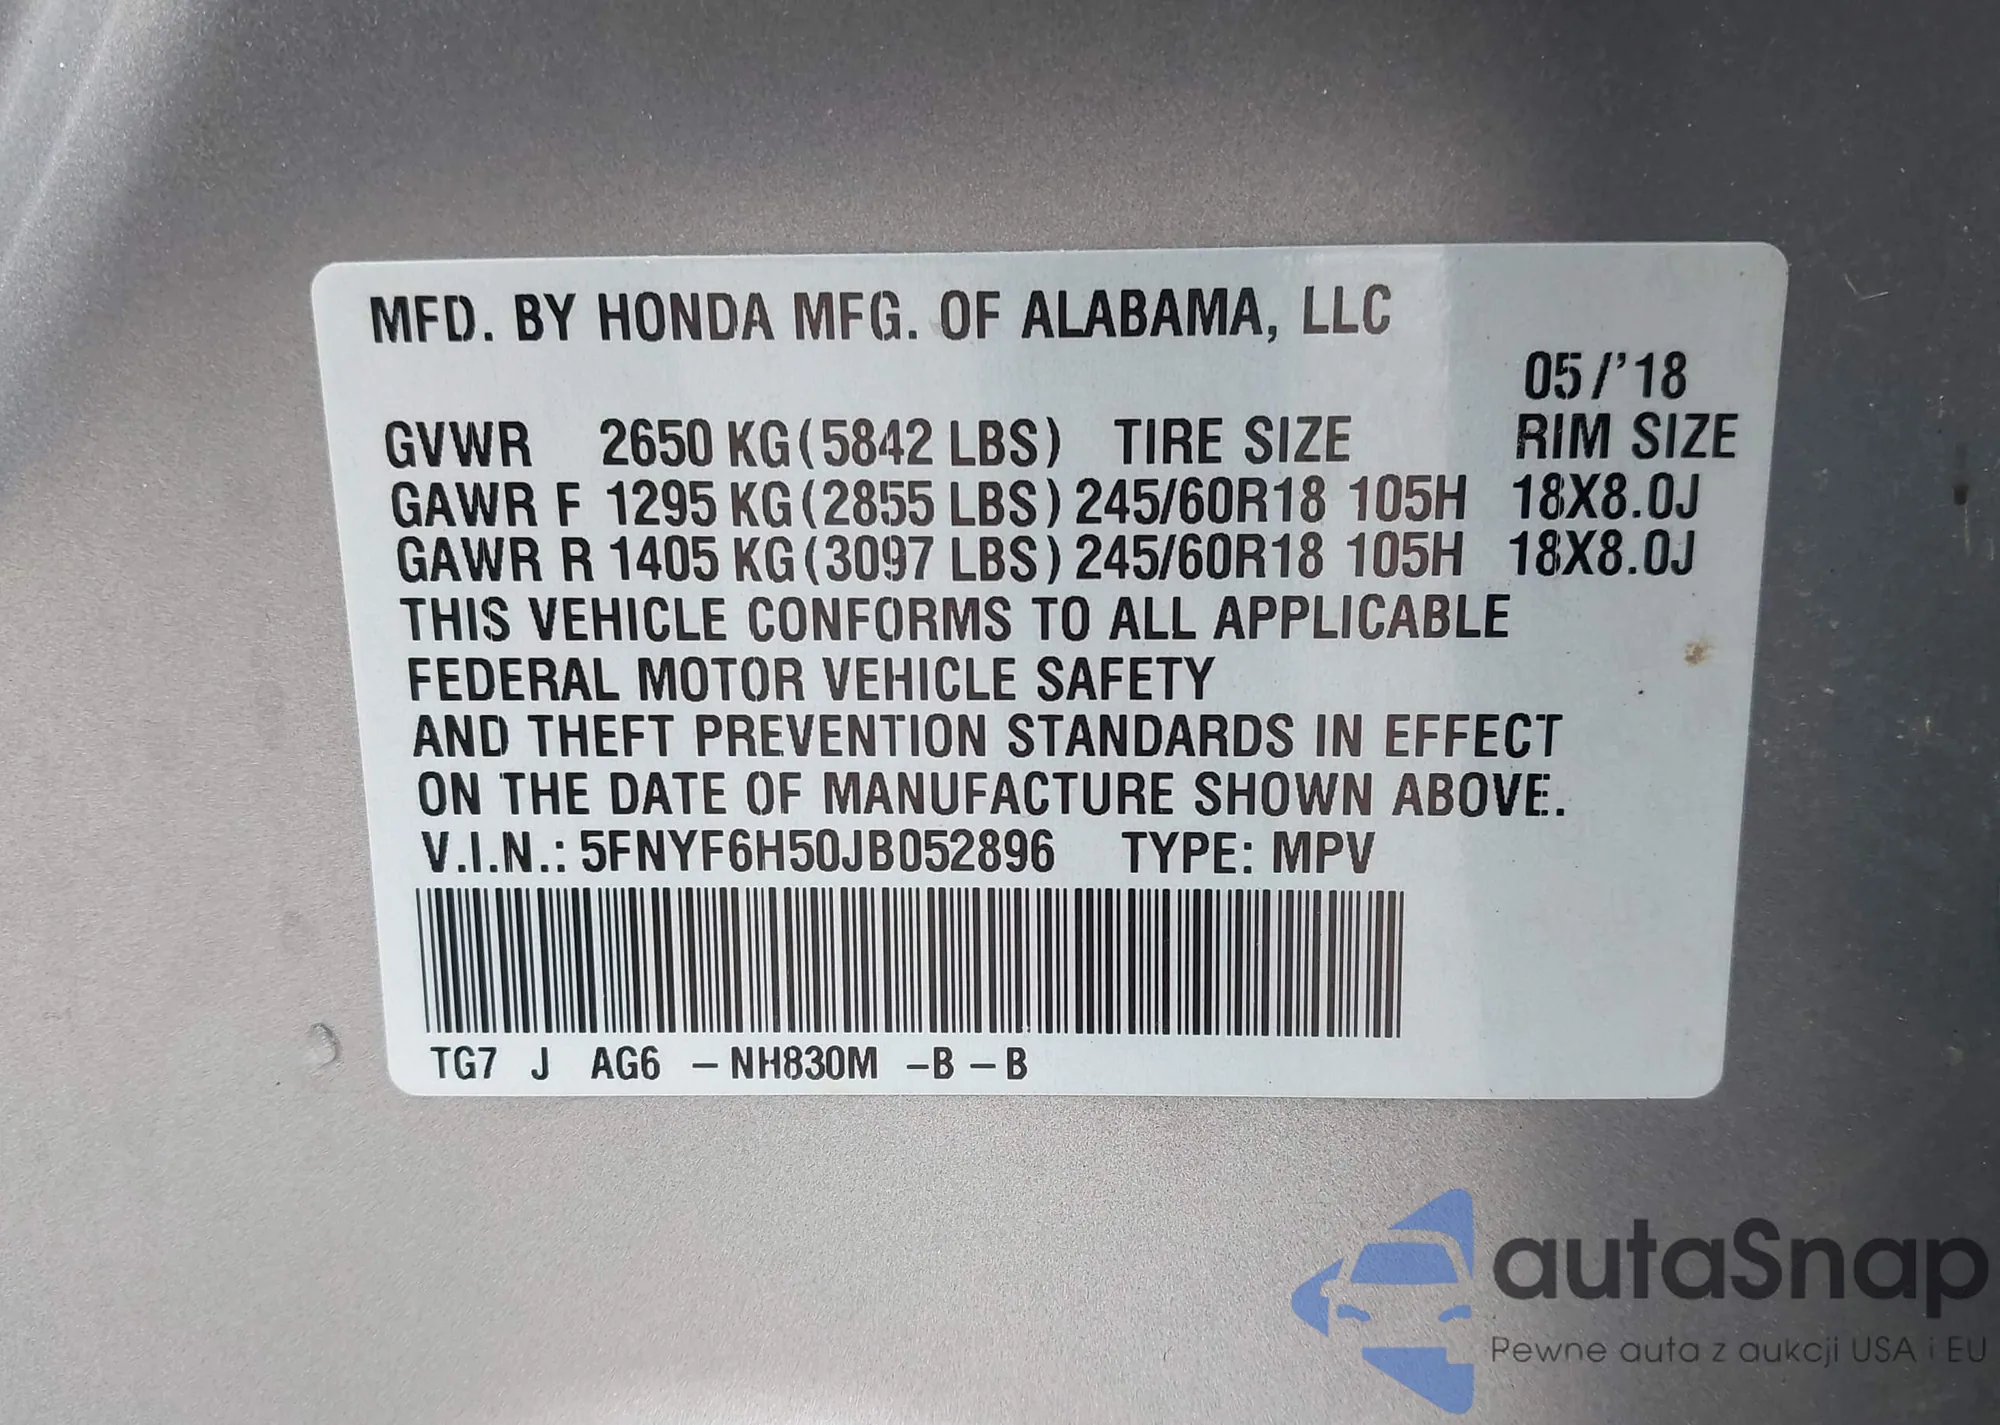 MFD. BY HONDA MFG. OF ALABAMA, LLC
05/'18
GVWR 2650 KG(5842 LBS) TIRE SIZE RIM SIZE
GAWR F 1295 KG(2855 LBS) 245/60R18 105H 18X8.0J
GAWR R 1405 KG(3097 LBS) 245/60R18 105H 18X8.0J
THIS VEHICLE CONFORMS TO ALL APPLICABLE
FEDERAL MOTOR VEHICLE SAFETY
AND THEFT PREVENTION STANDARDS IN EFFECT
ON THE DATE OF MANUFACTURE SHOWN ABOVE.
V.I.N.: 5FNYF6H50JB052896 TYPE: MPV
TG7 J AG6 –NH830M –B–B
autaSnap
Pewne auta z aukcji USA i EU